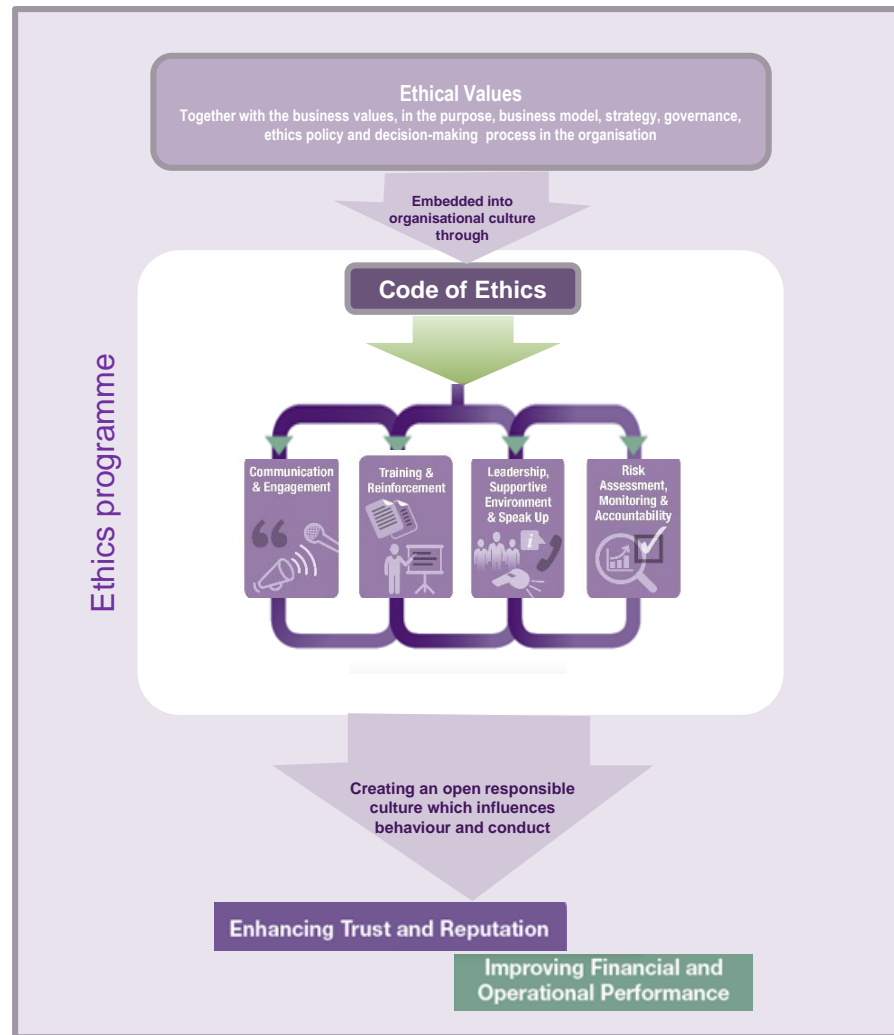 Ethical Values
Together with the business values, in the purpose, business model, strategy, governance,
ethics policy and decision-making process in the organisation
Embedded into
organisational culture
through
Code of Ethics
Ethics programme
Communication
& Engagement
Training &
Reinforcement
Leadership,
Supportive
Environment
& Speak Up
i
Risk
Assessment,
Monitoring &
Accountability
Creating an open responsible
culture which influences
behaviour and conduct
Enhancing Trust and Reputation
Improving Financial and
Operational Performance